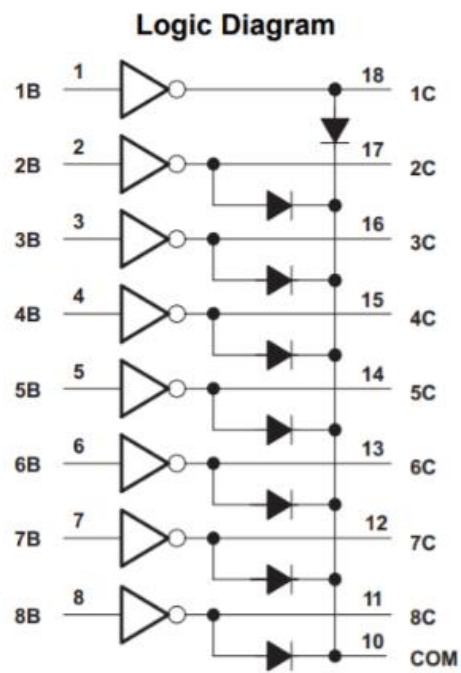 Logic Diagram
1B 1 18 1C
2B 2 17 2C
3B 3 16 3C
4B 4 15 4C
5B 5 14 5C
6B 6 13 6C
7B 7 12 7C
8B 8 11 8C
10 COM